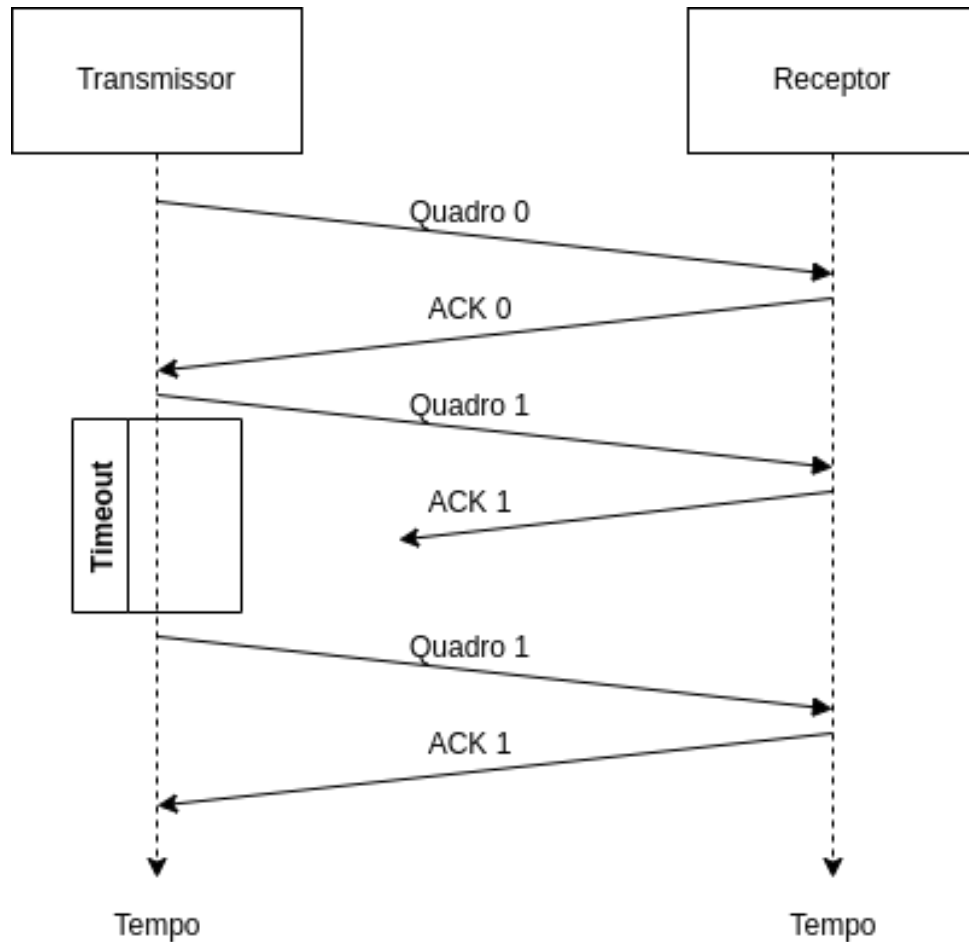 Transmissor
Receptor
Quadro 0
ACK 0
Quadro 1
Timeout
ACK 1
Quadro 1
ACK 1
Tempo
Tempo